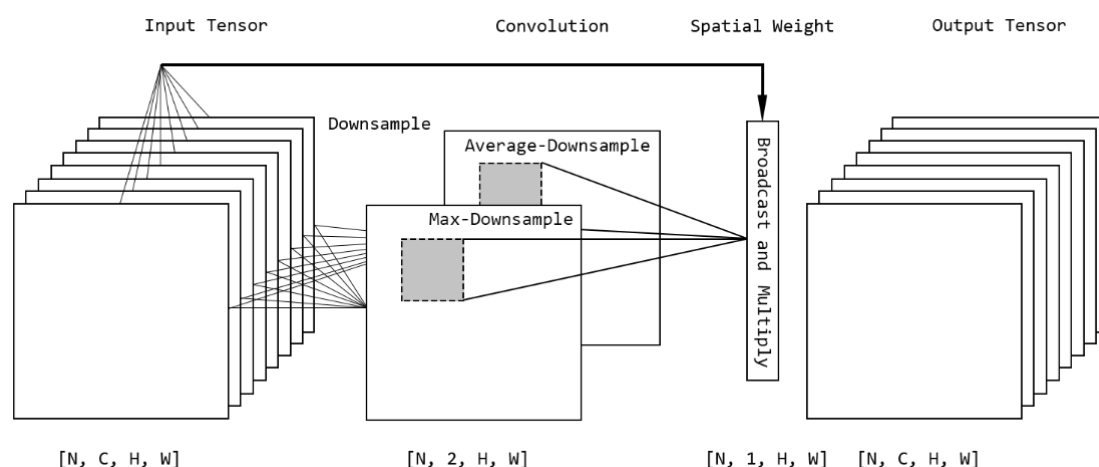 Input Tensor
Convolution
Spatial Weight
Output Tensor
Downsample
Average-Downsample
Max-Downsample
Broadcast and Multiply
[N, C, H, W]
[N, 2, H, W]
[N, 1, H, W]
[N, C, H, W]